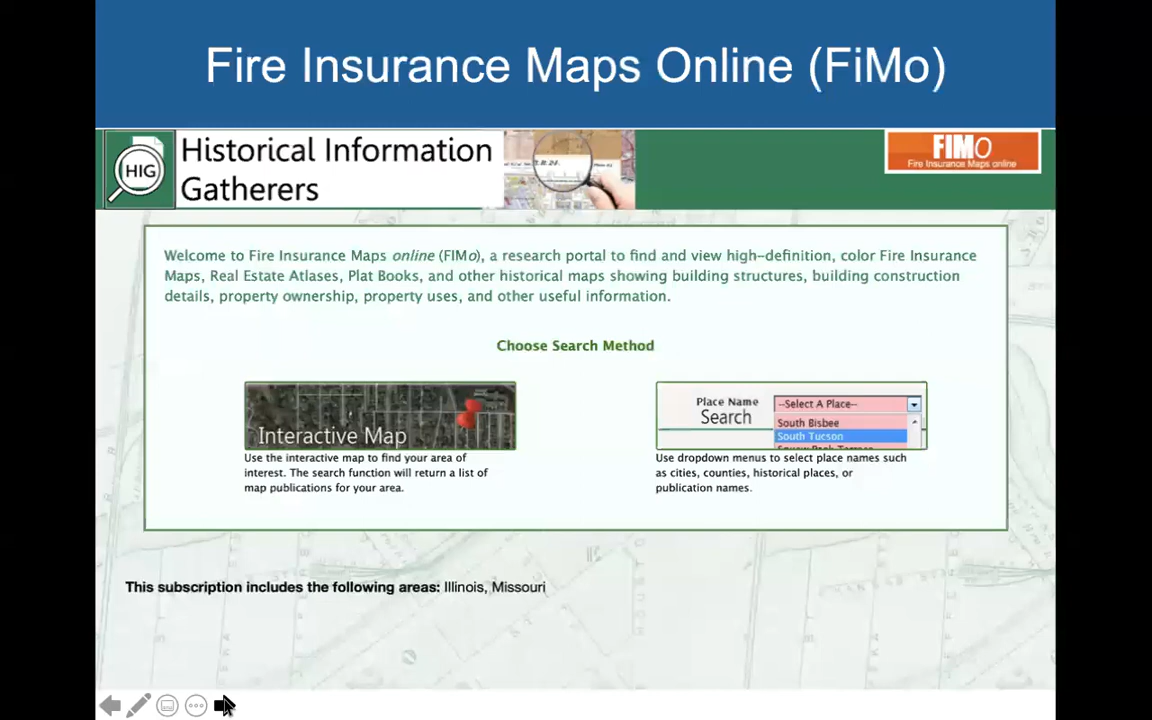 Fire Insurance Maps Online (FiMo)
HIG
Historical Information
Gatherers
FIMo
Fire Insurance Maps online
Welcome to Fire Insurance Maps online (FIMo), a research portal to find and view high-definition, color Fire Insurance
Maps, Real Estate Atlases, Plat Books, and other historical maps showing building structures, building construction
details, property ownership, property uses, and other useful information.
Choose Search Method
Interactive Map
Use the interactive map to find your area of
interest. The search function will return a list of
map publications for your area.
Place Name
Search
--Select A Place--
South Bisbee
South Tucson
Use dropdown menus to select place names such
as cities, counties, historical places, or
publication names.
This subscription includes the following areas: Illinois, Missouri